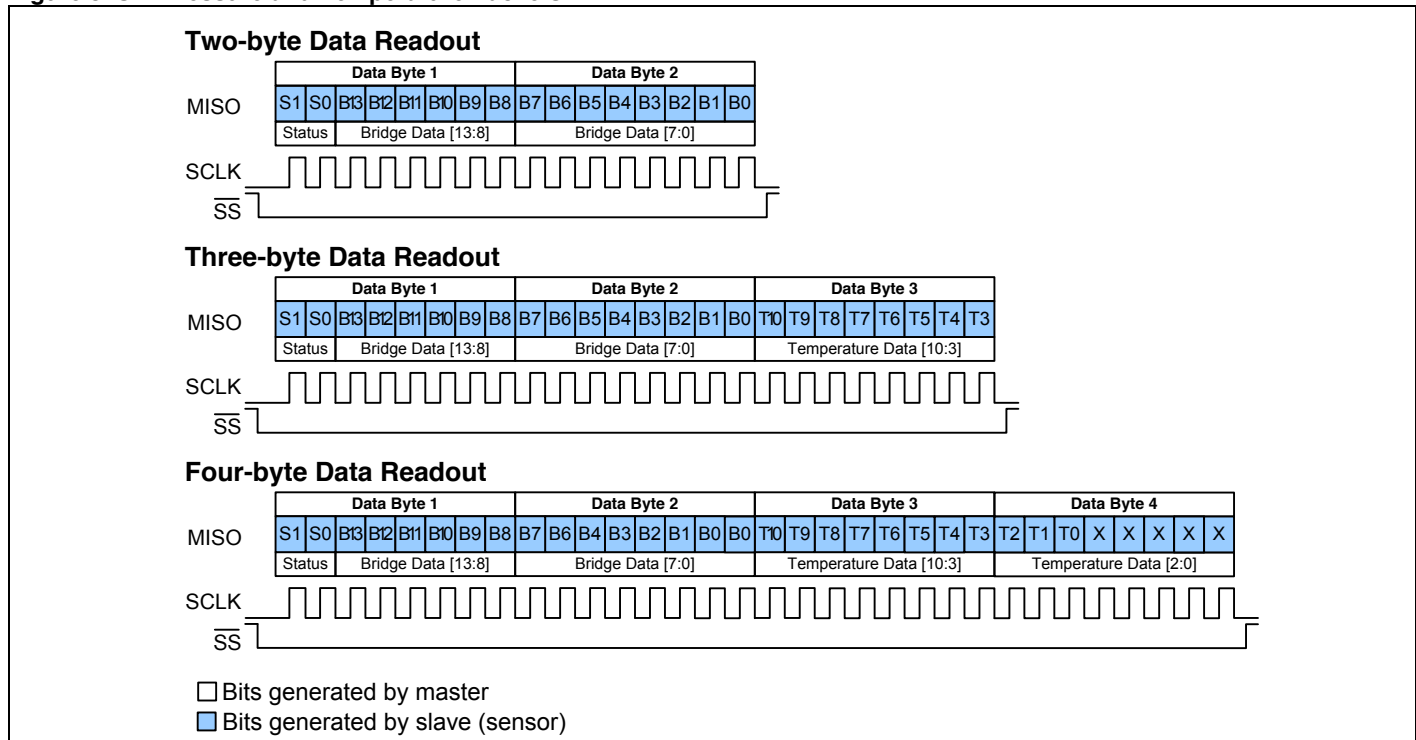 Two-byte Data Readout
Data Byte 1 Data Byte 2
MISO S1 S0 B13 B12 B11 B10 B9 B8 B7 B6 B5 B4 B3 B2 B1 B0
Status Bridge Data [13:8] Bridge Data [7:0]
SCLK
SS
Three-byte Data Readout
Data Byte 1 Data Byte 2 Data Byte 3
MISO S1 S0 B13 B12 B11 B10 B9 B8 B7 B6 B5 B4 B3 B2 B1 B0 T10 T9 T8 T7 T6 T5 T4 T3
Status Bridge Data [13:8] Bridge Data [7:0] Temperature Data [10:3]
SCLK
SS
Four-byte Data Readout
Data Byte 1 Data Byte 2 Data Byte 3 Data Byte 4
MISO S1 S0 B13 B12 B11 B10 B9 B8 B7 B6 B4 B3 B2 B1 B0 B0 T10 T9 T8 T7 T6 T5 T4 T3 T2 T1 T0 X X X X X
Status Bridge Data [13:8] Bridge Data [7:0] Temperature Data [10:3] Temperature Data [2:0]
SCLK
SS
Bits generated by master
Bits generated by slave (sensor)